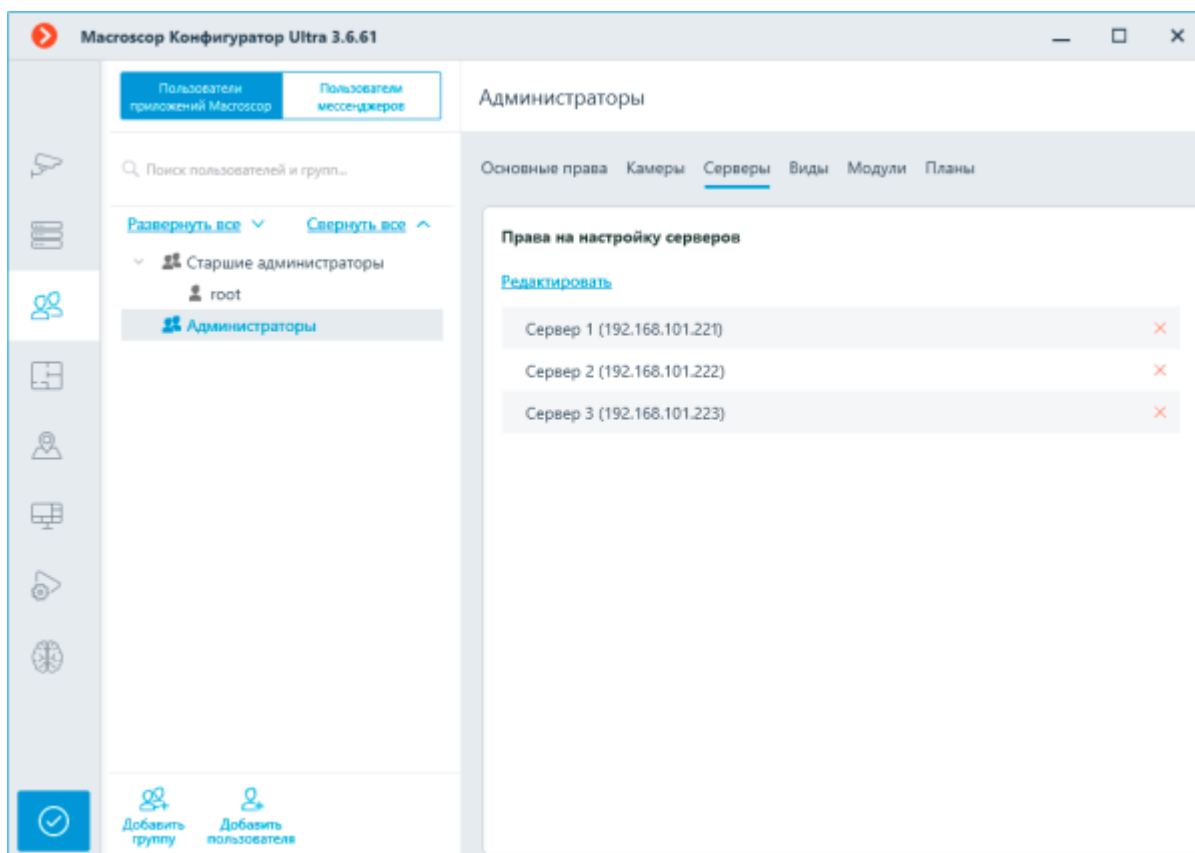 Macroscop Конфигуратор Ultra 3.6.61
Пользователи
приложений Macroscop
Пользователи
мессенджеров
Администраторы
Поиск пользователей и групп...
Основные права Камеры Серверы Виды Модули Планы
Развернуть все Свернуть все
Старшие администраторы
root
Администраторы
Права на настройку серверов
Редактировать
Сервер 1 (192.168.101.221)
Сервер 2 (192.168.101.222)
Сервер 3 (192.168.101.223)
Добавить
группу
Добавить
пользователя